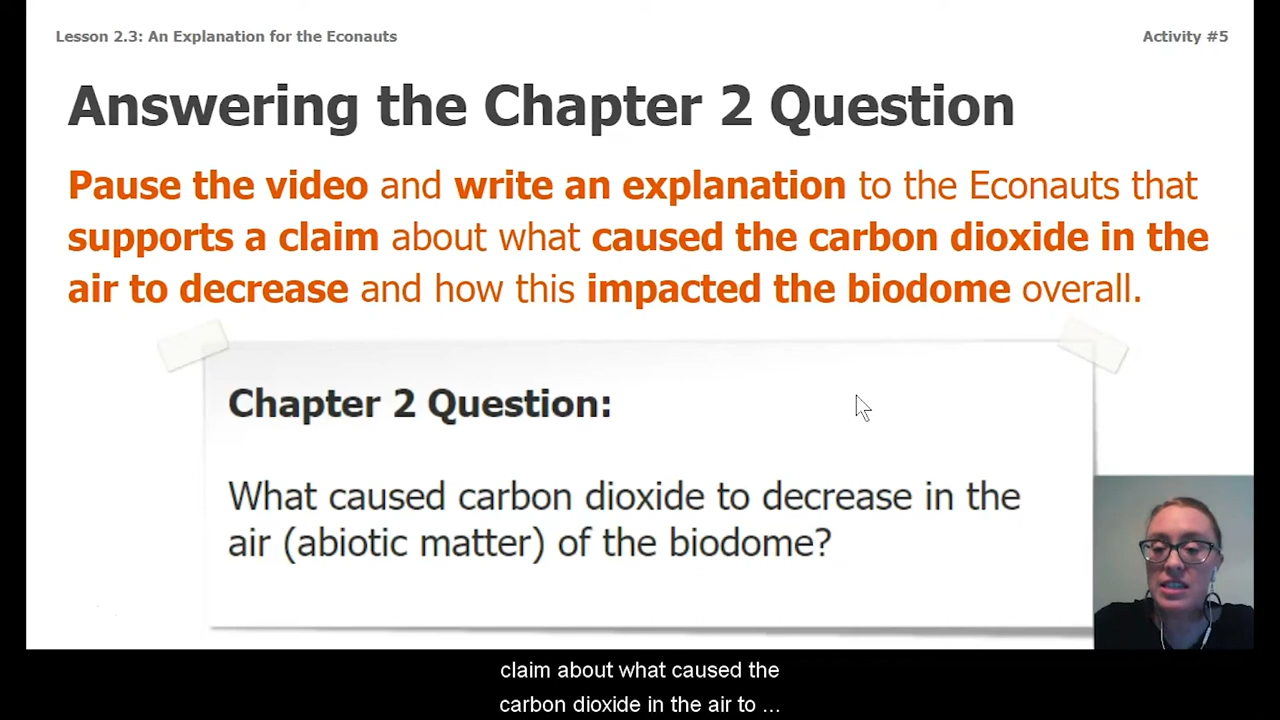 Lesson 2.3: An Explanation for the Econauts
Activity #5
Answering the Chapter 2 Question
Pause the video and write an explanation to the Econauts that
supports a claim about what caused the carbon dioxide in the
air to decrease and how this impacted the biodome overall.
Chapter 2 Question:
What caused carbon dioxide to decrease in the
air (abiotic matter) of the biodome?
claim about what caused the
carbon dioxide in the air to ...